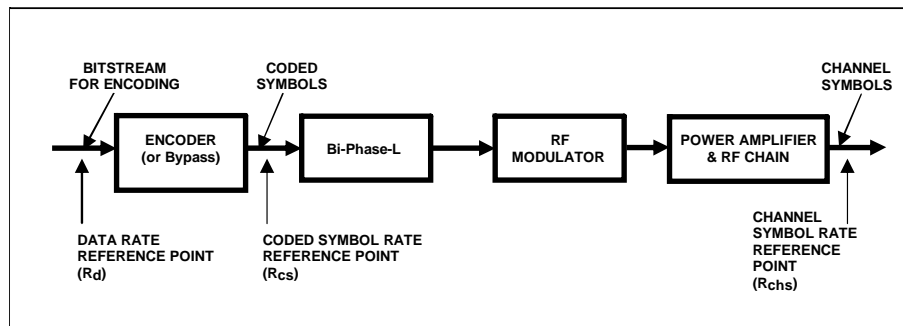 BITSTREAM
FOR ENCODING
CODED
SYMBOLS
CHANNEL
SYMBOLS
ENCODER
(or Bypass)
Bi-Phase-L
RF
MODULATOR
POWER AMPLIFIER
& RF CHAIN
DATA RATE
REFERENCE POINT
(Rd)
CODED SYMBOL RATE
REFERENCE POINT
(Rcs)
CHANNEL
SYMBOL RATE
REFERENCE
POINT
(Rchs)